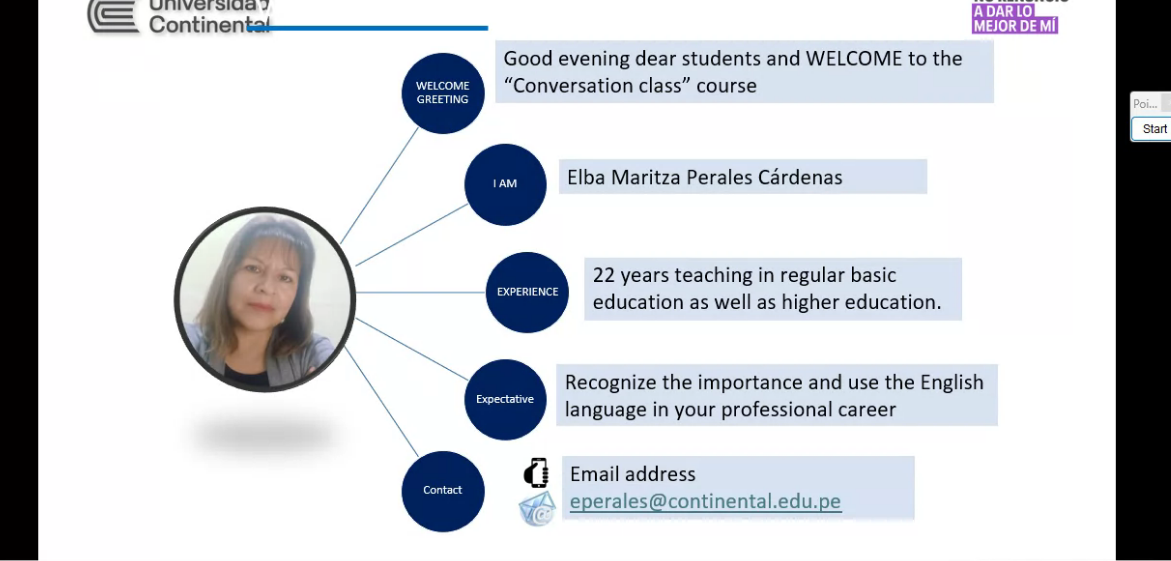 Universidad
Continental
A DAR LO
MEJOR DE MÍ
WELCOME
GREETING
Good evening dear students and WELCOME to the
“Conversation class” course
I AM
Elba Maritza Perales Cárdenas
EXPERIENCE
22 years teaching in regular basic
education as well as higher education.
Expectative
Recognize the importance and use the English
language in your professional career
Contact
Email address
eperales@continental.edu.pe
Poi...
Start